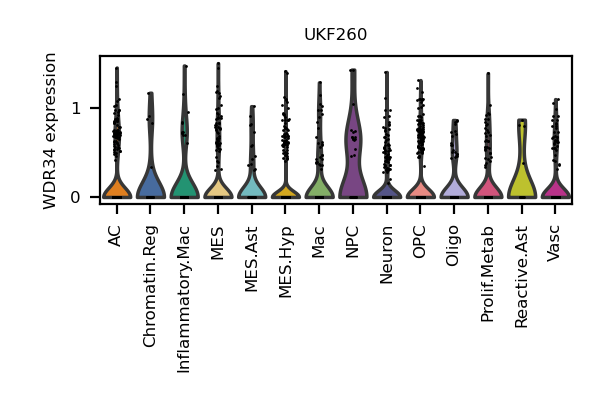 UKF260
WDR34 expression
1
0
AC
Chromatin.Reg
Inflammatory.Mac
MES
MES.Ast
MES.Hyp
Mac
NPC
Neuron
OPC
Oligo
Prolif.Metab
Reactive.Ast
Vasc